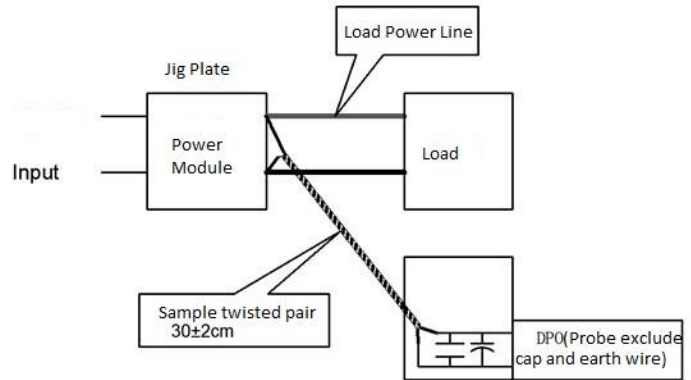 Load Power Line
Jig Plate
Power
Module
Load
Input
Sample twisted pair
30±2cm
DPO(Probe exclude
cap and earth wire)